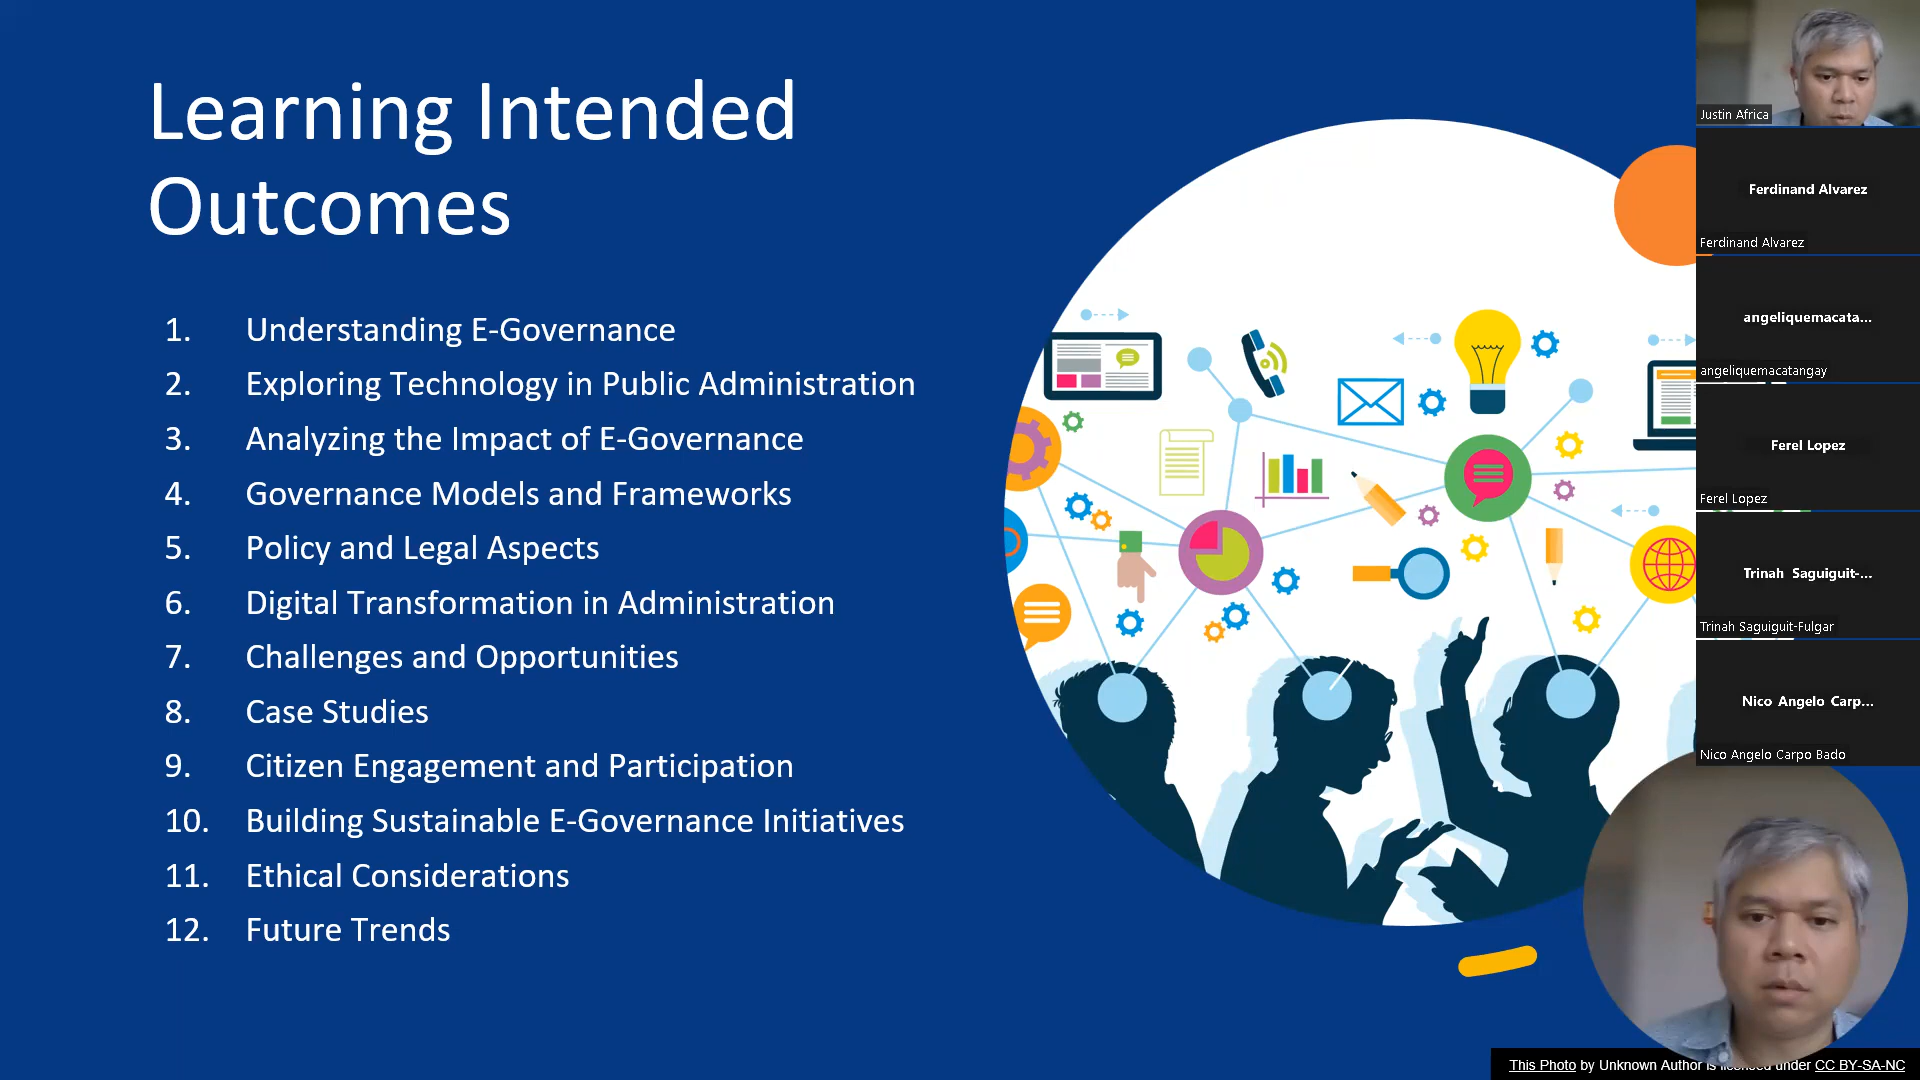 Learning Intended
Outcomes
1. Understanding E-Governance
2. Exploring Technology in Public Administration
3. Analyzing the Impact of E-Governance
4. Governance Models and Frameworks
5. Policy and Legal Aspects
6. Digital Transformation in Administration
7. Challenges and Opportunities
8. Case Studies
9. Citizen Engagement and Participation
10. Building Sustainable E-Governance Initiatives
11. Ethical Considerations
12. Future Trends
Justin Africa
Ferdinand Alvarez
Ferdinand Alvarez
angeliquemacata...
angeliquemacatangay
Ferel Lopez
Ferel Lopez
Trinah Saguiguit-...
Trinah Saguiguit-Fulgar
Nico Angelo Carp...
Nico Angelo Carpo Bado
This Photo by Unknown Author is licensed under CC BY-SA-NC